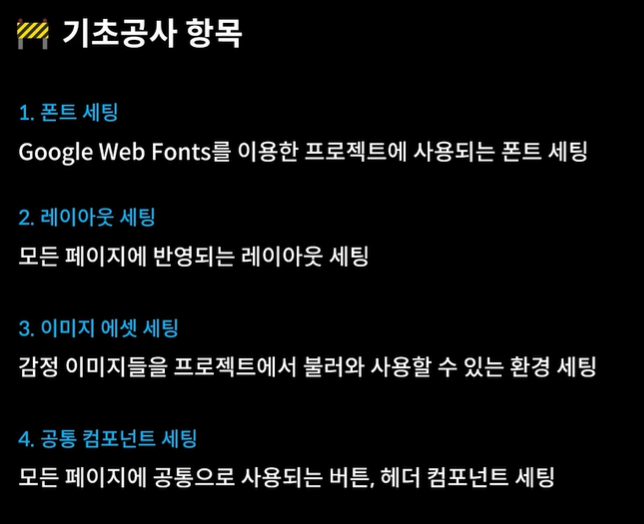 🚧 기초공사 항목
1. 폰트 세팅
Google Web Fonts를 이용한 프로젝트에 사용되는 폰트 세팅
2. 레이아웃 세팅
모든 페이지에 반영되는 레이아웃 세팅
3. 이미지 에셋 세팅
감정 이미지들을 프로젝트에서 불러와 사용할 수 있는 환경 세팅
4. 공통 컴포넌트 세팅
모든 페이지에 공통으로 사용되는 버튼, 헤더 컴포넌트 세팅